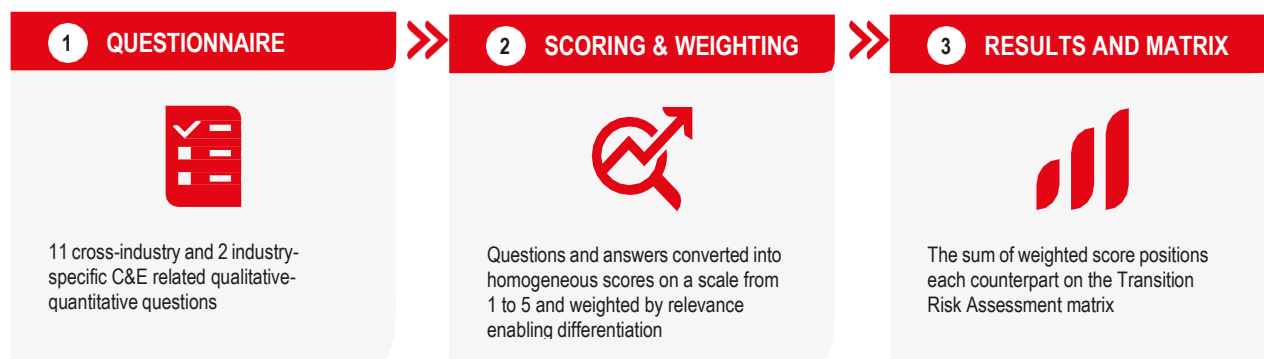 1 QUESTIONNAIRE
11 cross-industry and 2 industry-
specific C&E related qualitative-
quantitative questions
2 SCORING & WEIGHTING
Questions and answers converted into
homogeneous scores on a scale from
1 to 5 and weighted by relevance
enabling differentiation
3 RESULTS AND MATRIX
The sum of weighted score positions
each counterpart on the Transition
Risk Assessment matrix